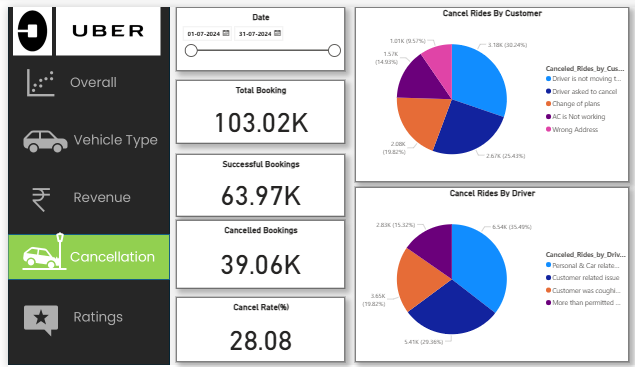 UBER
Overall
Vehicle Type
Revenue
Cancellation
Ratings
Date
01-07-2024 31-07-2024
Total Booking
103.02K
Successful Bookings
63.97K
Cancelled Bookings
39.06K
Cancel Rate(%)
28.08
Cancel Rides By Customer
1.01K (9.57%)
3.18K (30.24%)
1.57K
(14.93%)
2.08K
(19.82%)
2.67K (25.43%)
Canceled_Rides_by_Cus...
Driver is not moving t...
Driver asked to cancel
Change of plans
AC is Not working
Wrong Address
Cancel Rides By Driver
2.83K (15.32%)
6.54K (35.49%)
3.65K
(19.82%)
5.41K (29.36%)
Canceled_Rides_by_Driv...
Personal & Car relate...
Customer related issue
Customer was coughi...
More than permitted ...